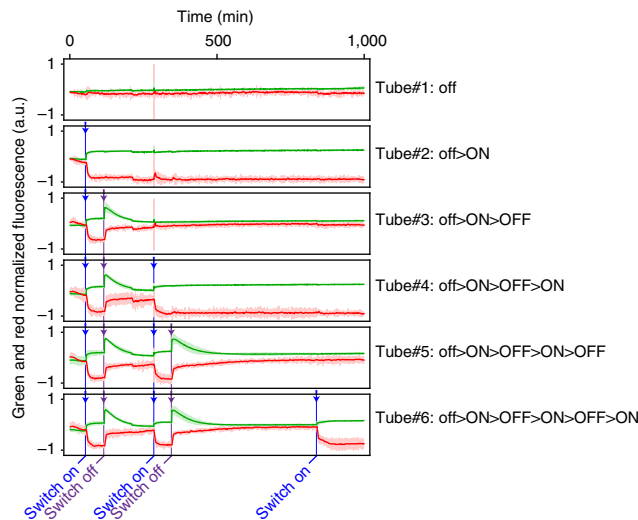 Time (min)
0 500 1,000
Green and red normalized fluorescence (a.u.)
1
−1
Tube#1: off
1
−1
Tube#2: off>ON
1
−1
Tube#3: off>ON>OFF
1
−1
Tube#4: off>ON>OFF>ON
1
−1
Tube#5: off>ON>OFF>ON>OFF
1
−1
Tube#6: off>ON>OFF>ON>OFF>ON
Switch on
Switch off
Switch on
Switch off
Switch on